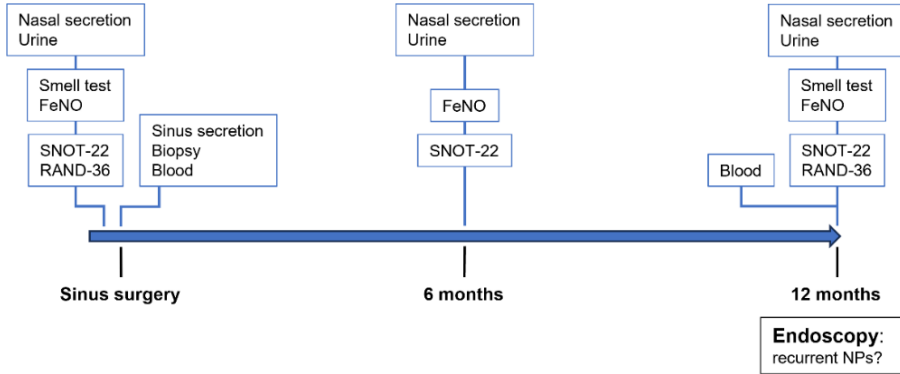 Nasal secretion
Urine
Smell test
FeNO
SNOT-22
RAND-36
Sinus secretion
Biopsy
Blood
Sinus surgery
Nasal secretion
Urine
FeNO
SNOT-22
6 months
Nasal secretion
Urine
Smell test
FeNO
SNOT-22
RAND-36
Blood
12 months
Endoscopy:
recurrent NPs?